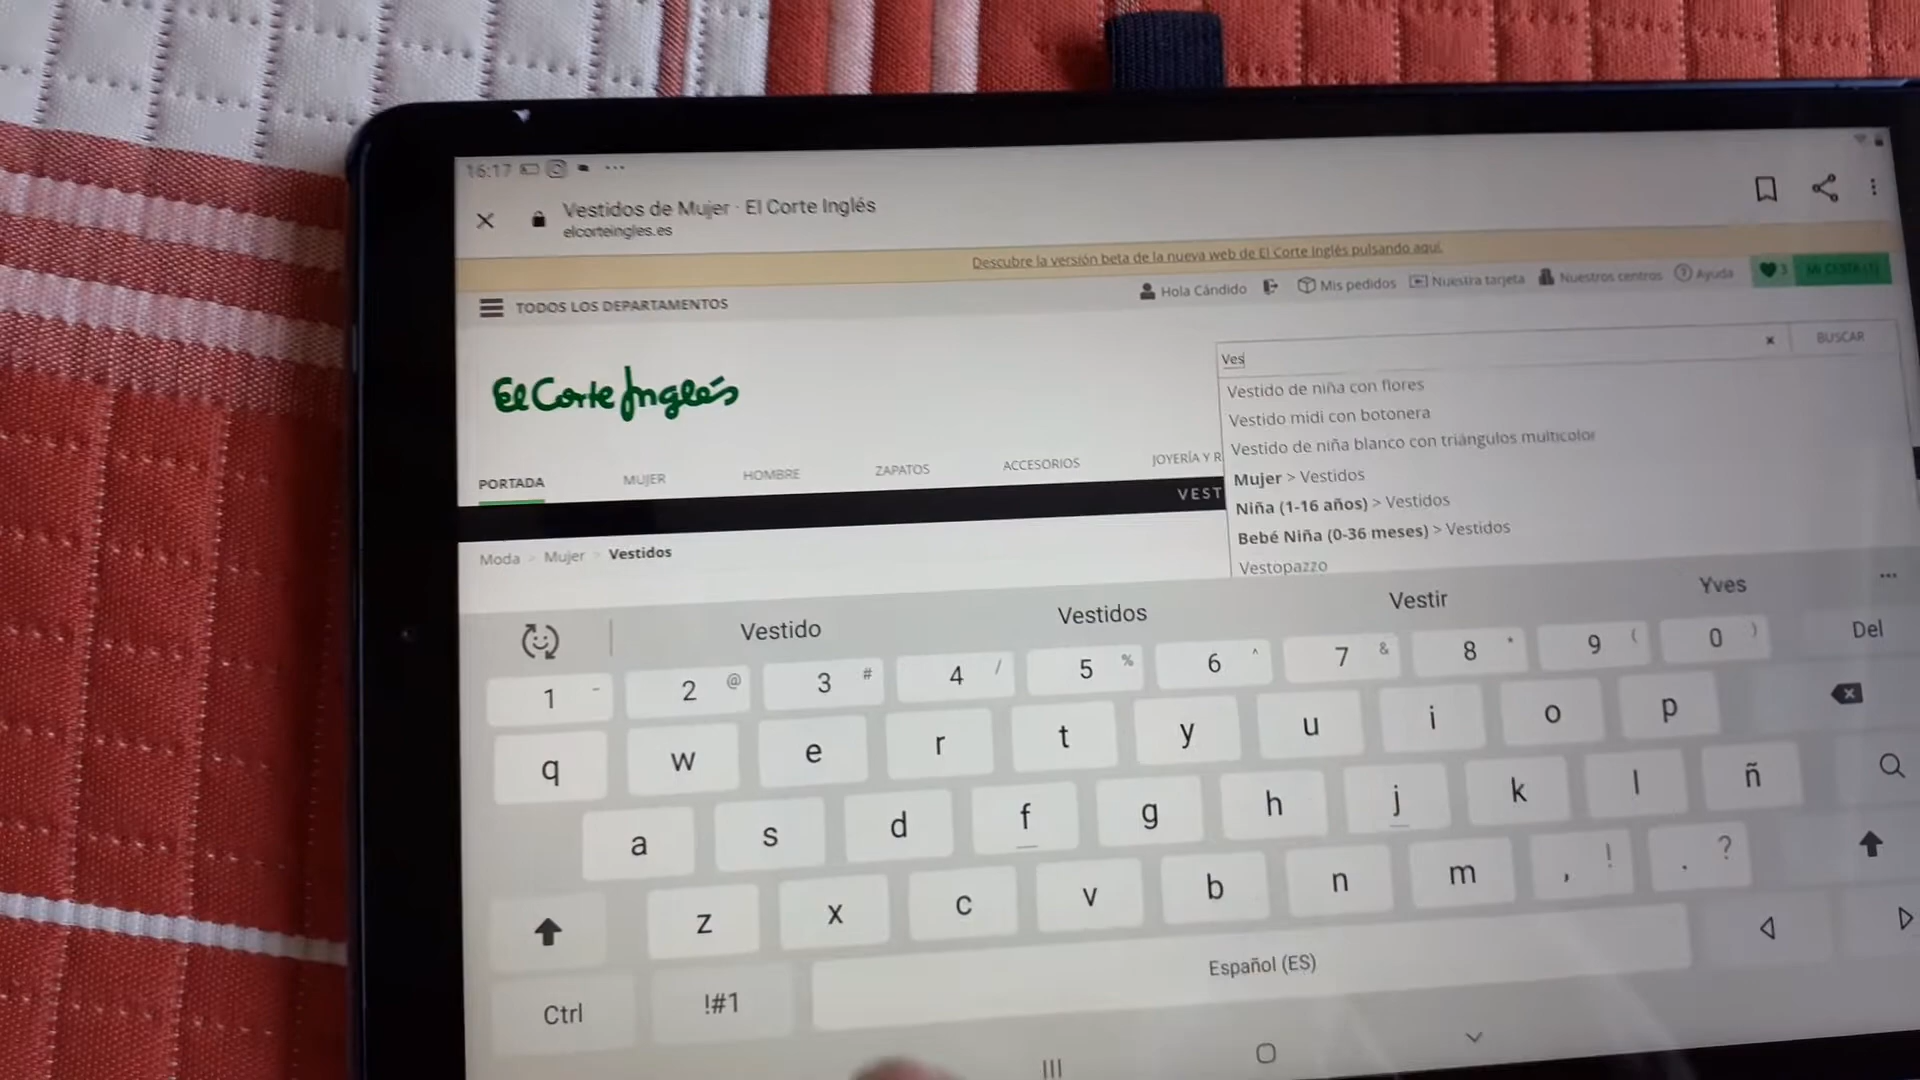 16:17
Vestidos de Mujer · El Corte Inglés
elcorteingles.es
Descubre la versión beta de la nueva web de El Corte Inglés pulsando aquí.
TODOS LOS DEPARTAMENTOS
Hola Cándido
Mis pedidos
Nuestra tarjeta
Nuestros centros
Ayuda
3
MI CESTA (1)
El Corte Inglés
Ves
BUSCAR
Vestido de niña con flores
Vestido midi con botonera
Vestido de niña blanco con triángulos multicolor
Mujer > Vestidos
Niña (1-16 años) > Vestidos
Bebé Niña (0-36 meses) > Vestidos
Vestopazzo
PORTADA MUJER HOMBRE ZAPATOS ACCESORIOS JOYERÍA Y R
VEST
Moda > Mujer > Vestidos
Vestido Vestidos Vestir Yves
1 - 2 @ 3 # 4 / 5 % 6 ^ 7 & 8 * 9 ( 0 ) Del
q w e r t y u i o p
a s d f g h j k l ñ
z x c v b n m , ! . ?
Ctrl !#1 Español (ES)